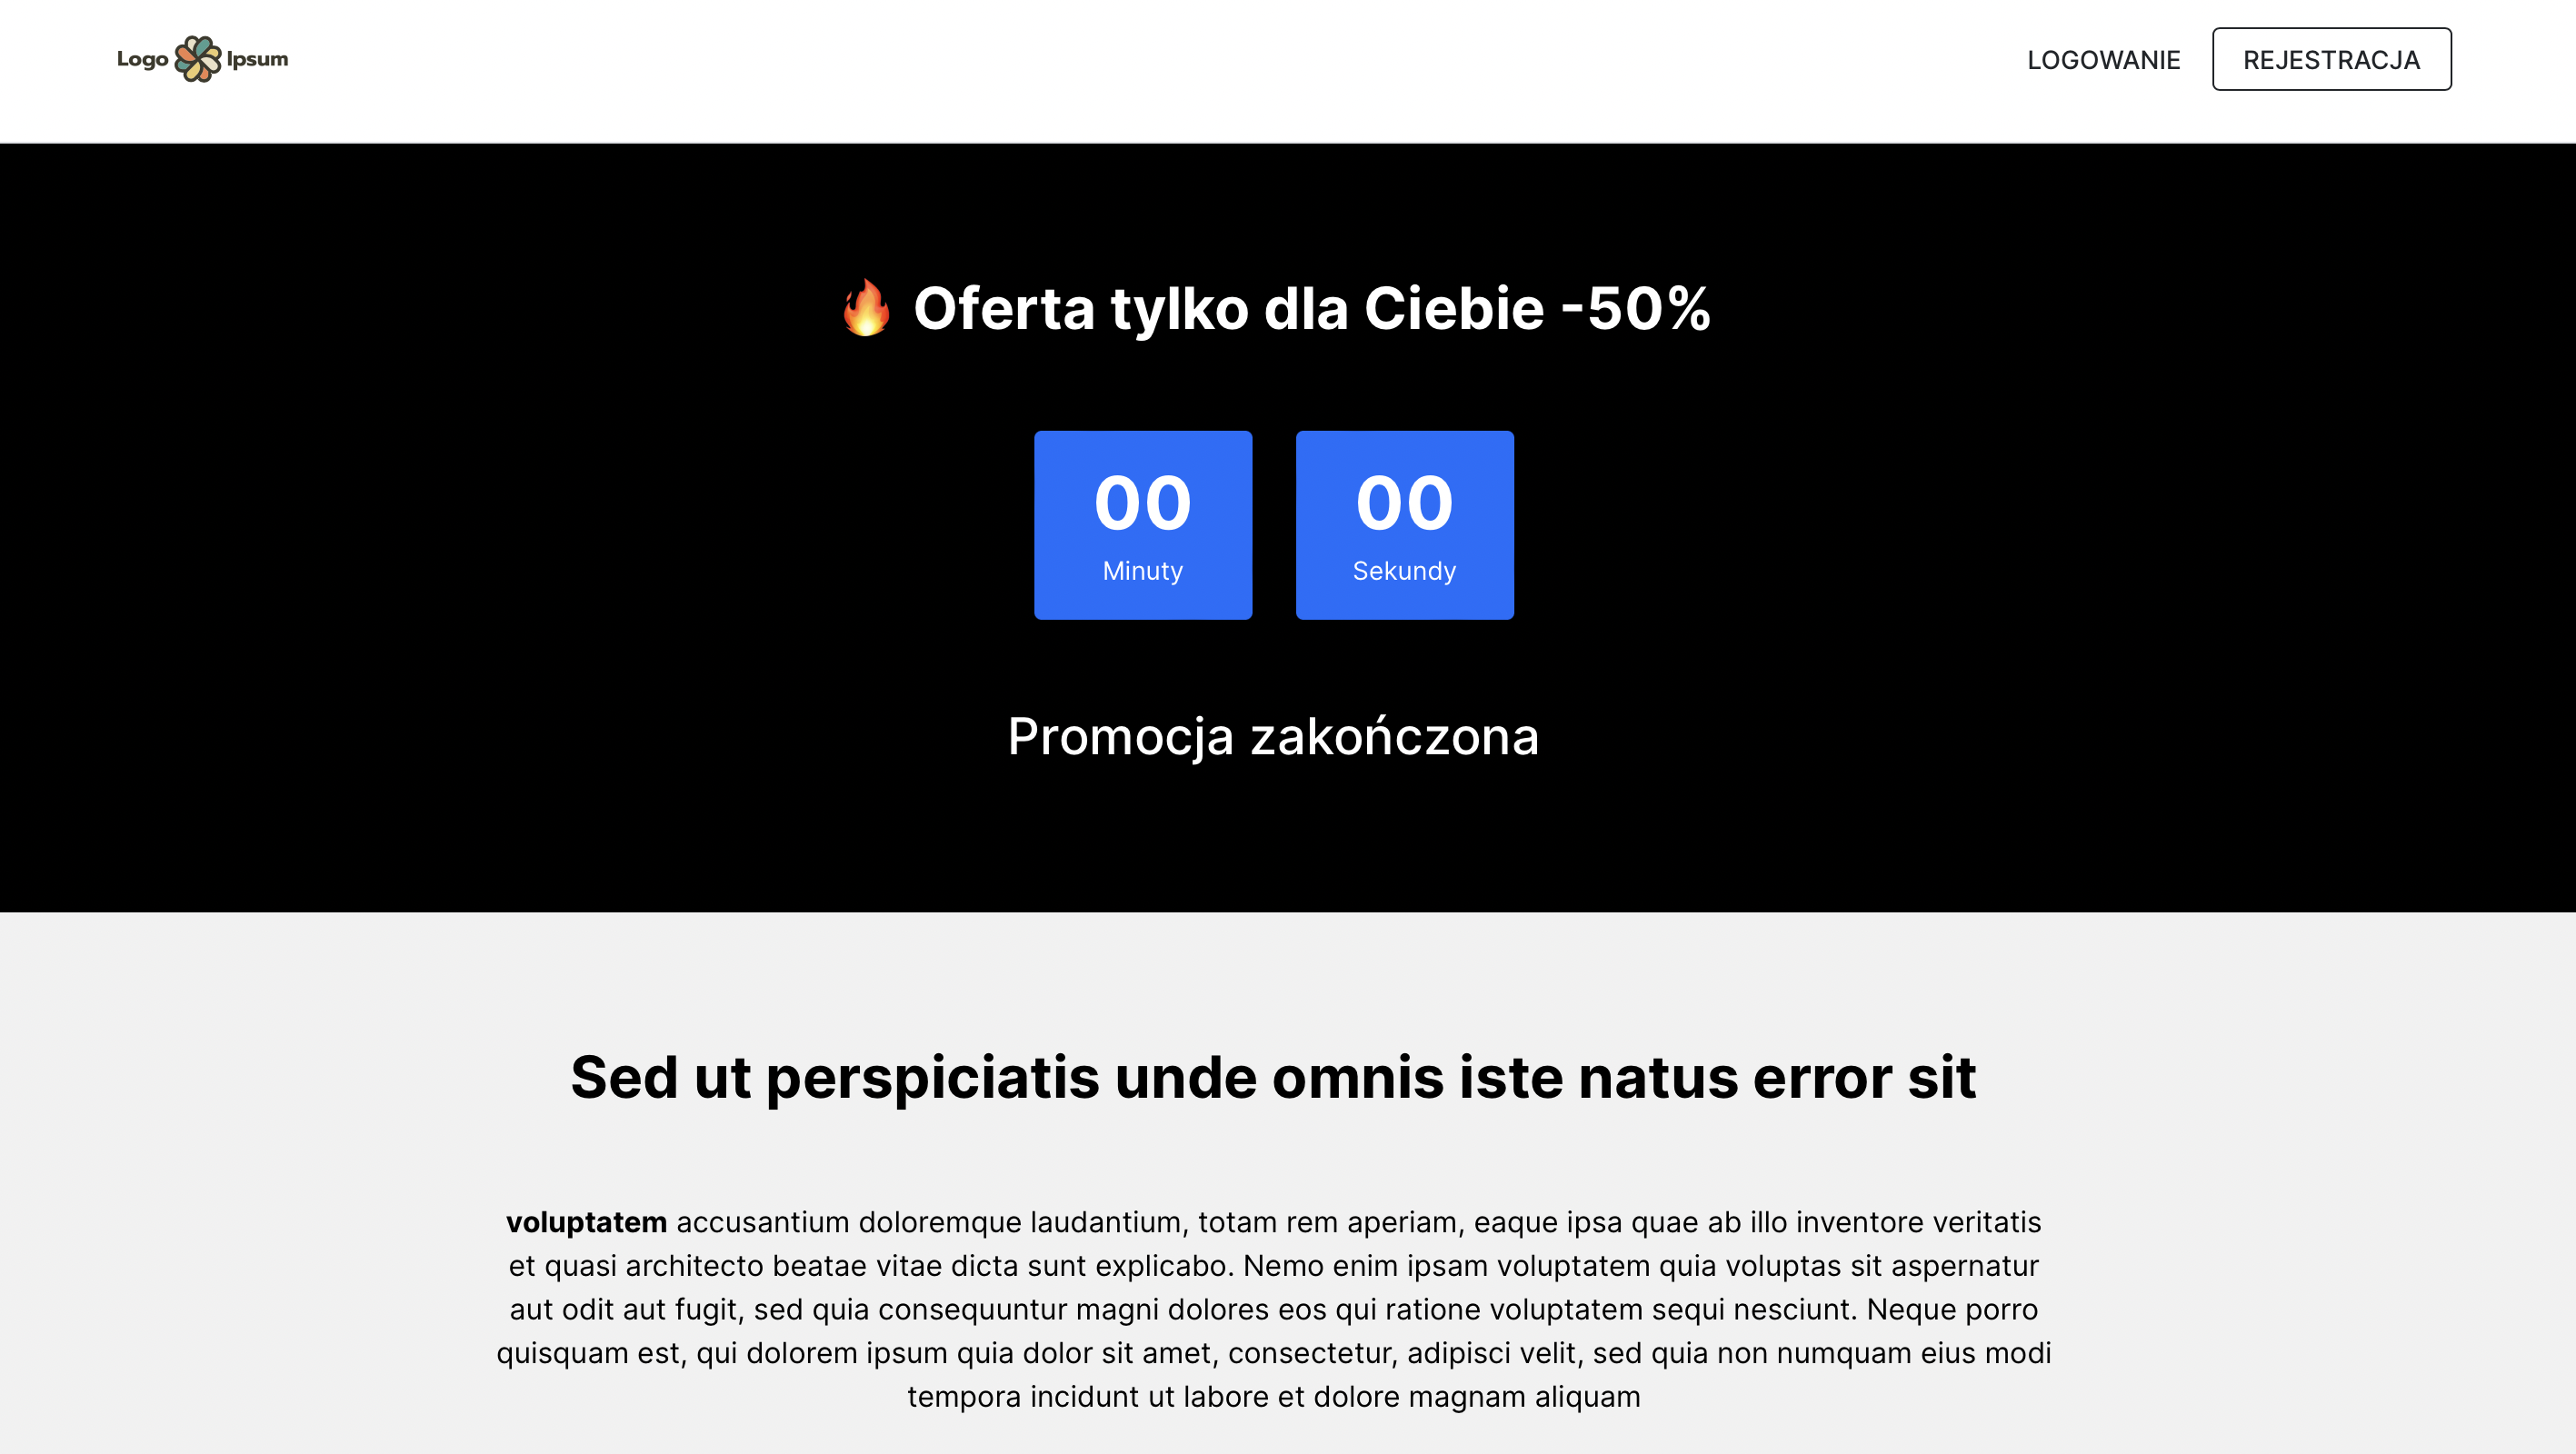 Logo Ipsum
LOGOWANIE
REJESTRACJA
🔥 Oferta tylko dla Ciebie -50%
00
Minuty
00
Sekundy
Promocja zakończona
Sed ut perspiciatis unde omnis iste natus error sit
voluptatem accusantium doloremque laudantium, totam rem aperiam, eaque ipsa quae ab illo inventore veritatis
et quasi architecto beatae vitae dicta sunt explicabo. Nemo enim ipsam voluptatem quia voluptas sit aspernatur
aut odit aut fugit, sed quia consequuntur magni dolores eos qui ratione voluptatem sequi nesciunt. Neque porro
quisquam est, qui dolorem ipsum quia dolor sit amet, consectetur, adipisci velit, sed quia non numquam eius modi
tempora incidunt ut labore et dolore magnam aliquam